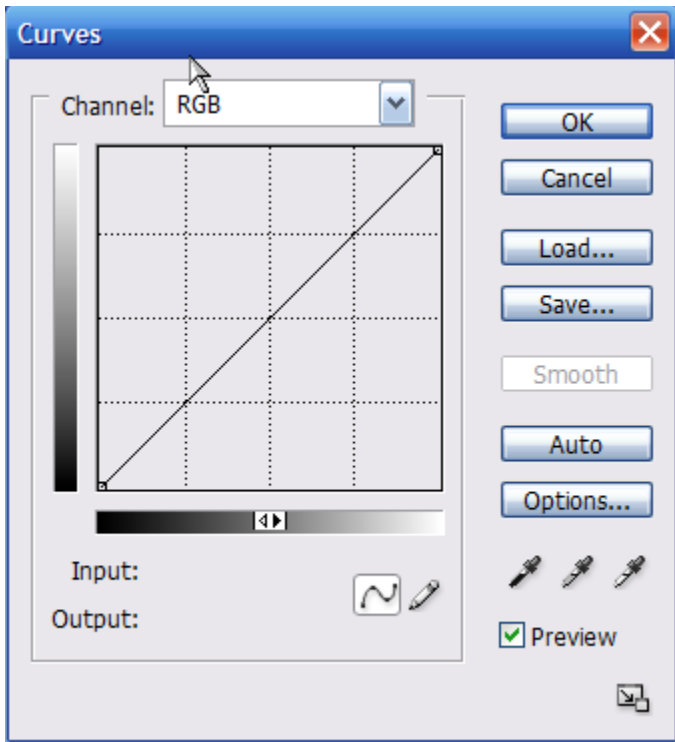 Curves
Channel: RGB
OK
Cancel
Load...
Save...
Smooth
Auto
Options...
Input:
Output:
Preview